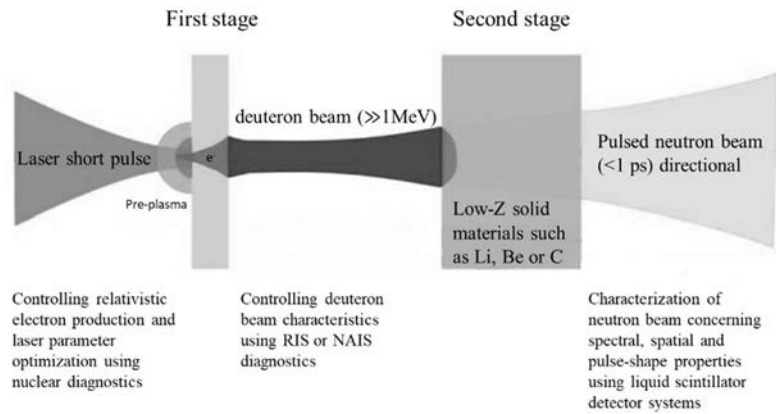 First stage
Second stage
deuteron beam (≫1MeV)
Laser short pulse
e⁻
Pre-plasma
Pulsed neutron beam
(<1 ps) directional
Low-Z solid
materials such
as Li, Be or C
Controlling relativistic
electron production and
laser parameter
optimization using
nuclear diagnostics
Controlling deuteron
beam characteristics
using RIS or NAIS
diagnostics
Characterization of
neutron beam concerning
spectral, spatial and
pulse-shape properties
using liquid scintillator
detector systems